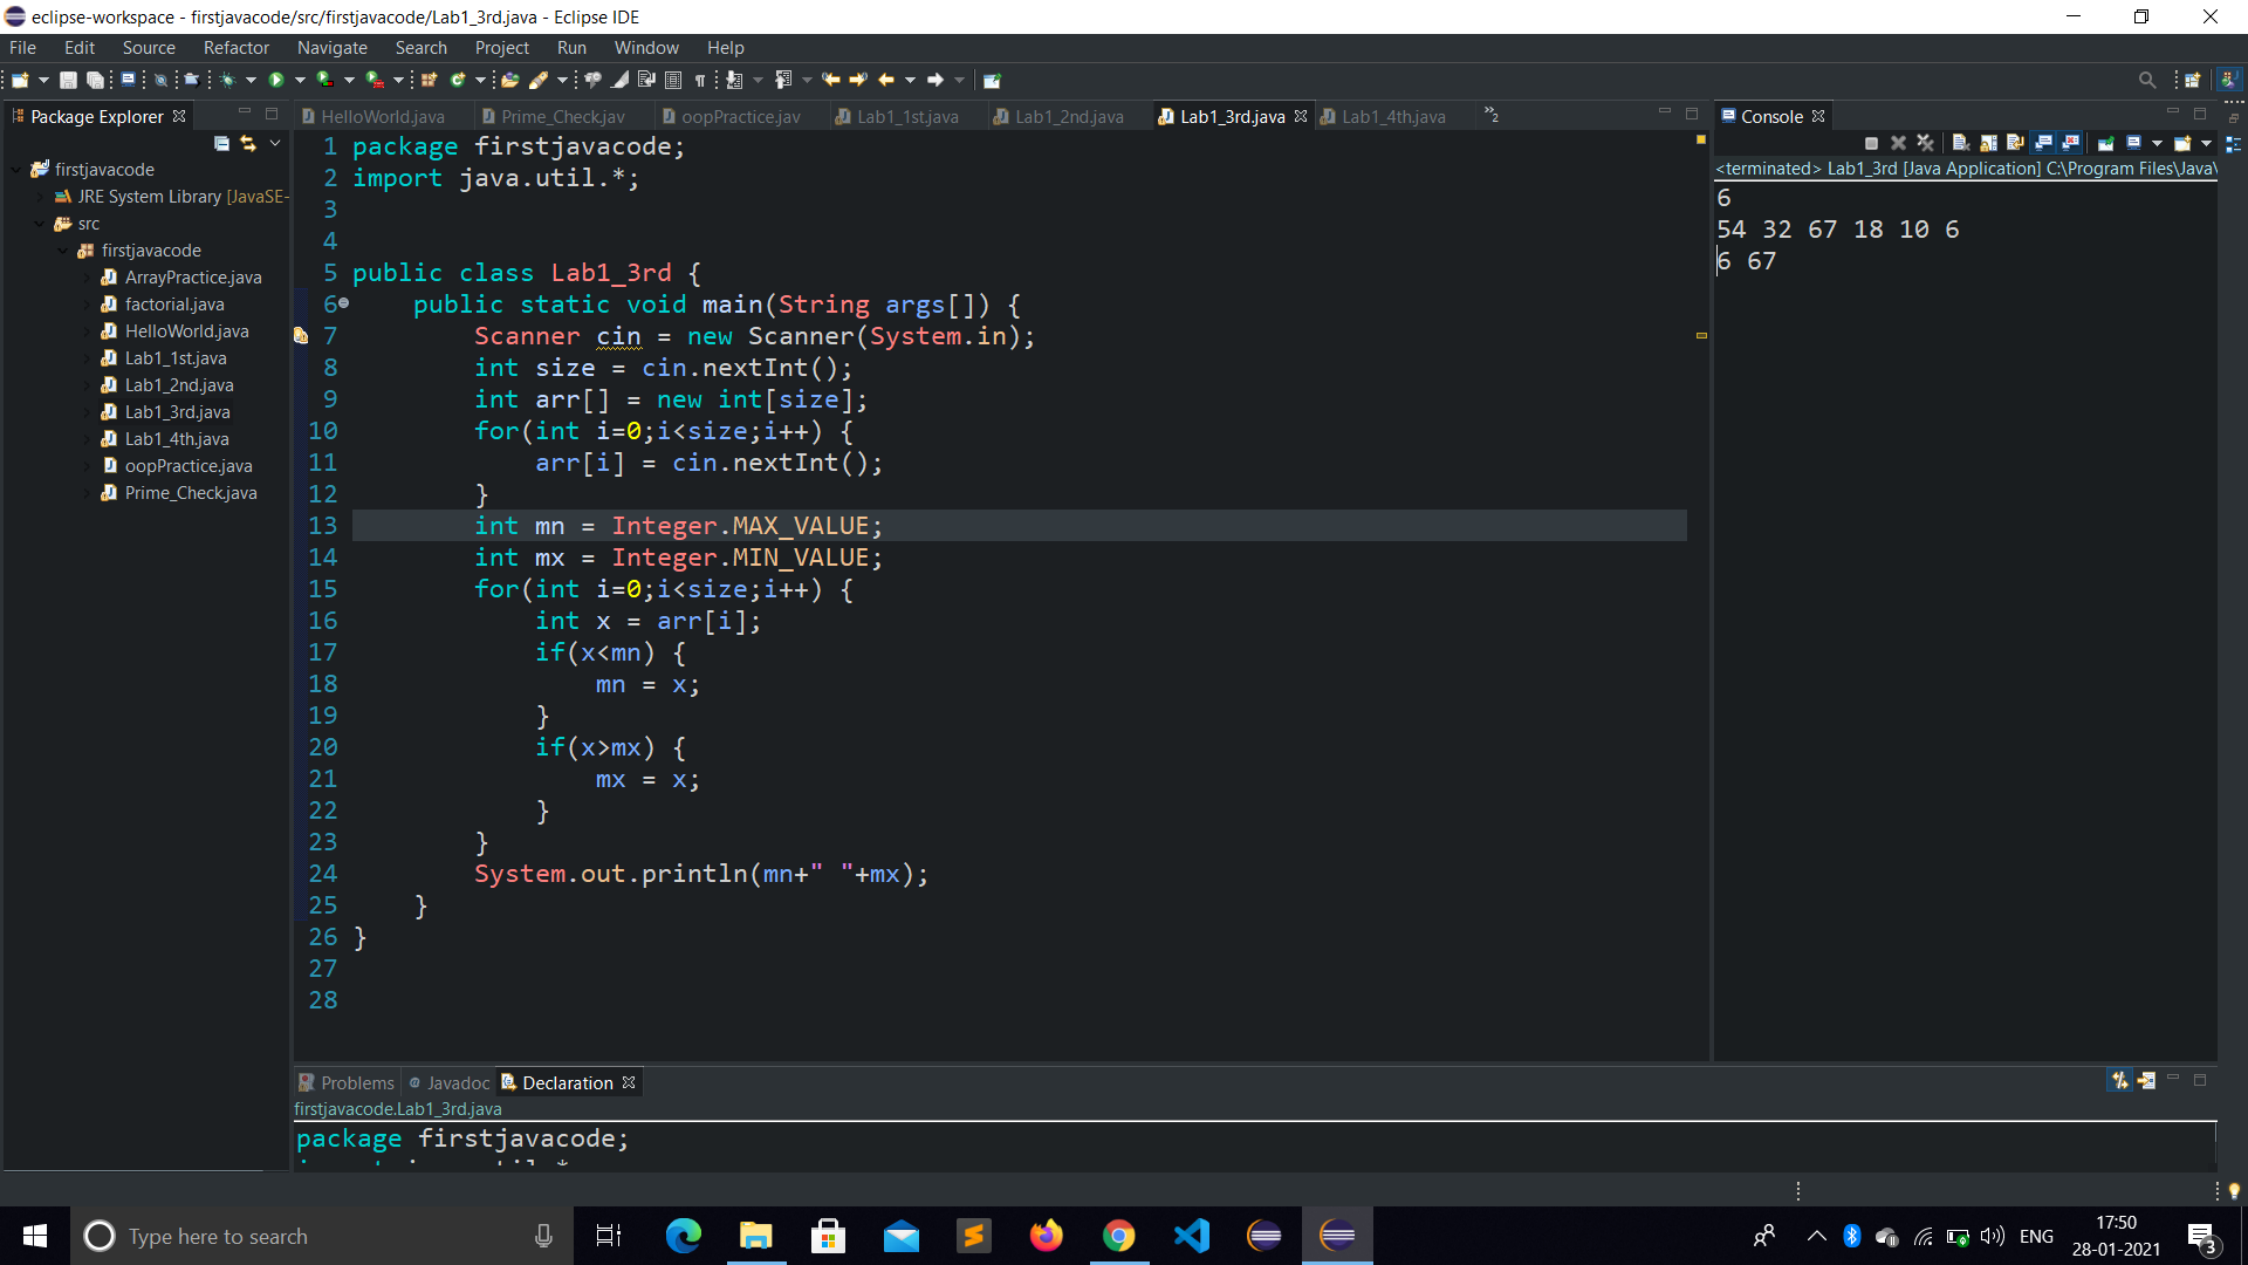 eclipse-workspace - firstjavacode/src/firstjavacode/Lab1_3rd.java - Eclipse IDE
File Edit Source Refactor Navigate Search Project Run Window Help
Package Explorer
firstjavacode
JRE System Library [JavaSE-
src
firstjavacode
ArrayPractice.java
factorial.java
HelloWorld.java
Lab1_1st.java
Lab1_2nd.java
Lab1_3rd.java
Lab1_4th.java
oopPractice.java
Prime_Check.java
HelloWorld.java Prime_Check.jav oopPractice.jav Lab1_1st.java Lab1_2nd.java Lab1_3rd.java Lab1_4th.java »2
1 package firstjavacode;
2 import java.util.*;
3
4
5 public class Lab1_3rd {
6 public static void main(String args[]) {
7 Scanner cin = new Scanner(System.in);
8 int size = cin.nextInt();
9 int arr[] = new int[size];
10 for(int i=0;i<size;i++) {
11 arr[i] = cin.nextInt();
12 }
13 int mn = Integer.MAX_VALUE;
14 int mx = Integer.MIN_VALUE;
15 for(int i=0;i<size;i++) {
16 int x = arr[i];
17 if(x<mn) {
18 mn = x;
19 }
20 if(x>mx) {
21 mx = x;
22 }
23 }
24 System.out.println(mn+" "+mx);
25 }
26 }
27
28
Console
<terminated> Lab1_3rd [Java Application] C:\Program Files\Java\
6
54 32 67 18 10 6
6 67
Problems Javadoc Declaration
firstjavacode.Lab1_3rd.java
package firstjavacode;
Type here to search
ENG
17:50
28-01-2021
3